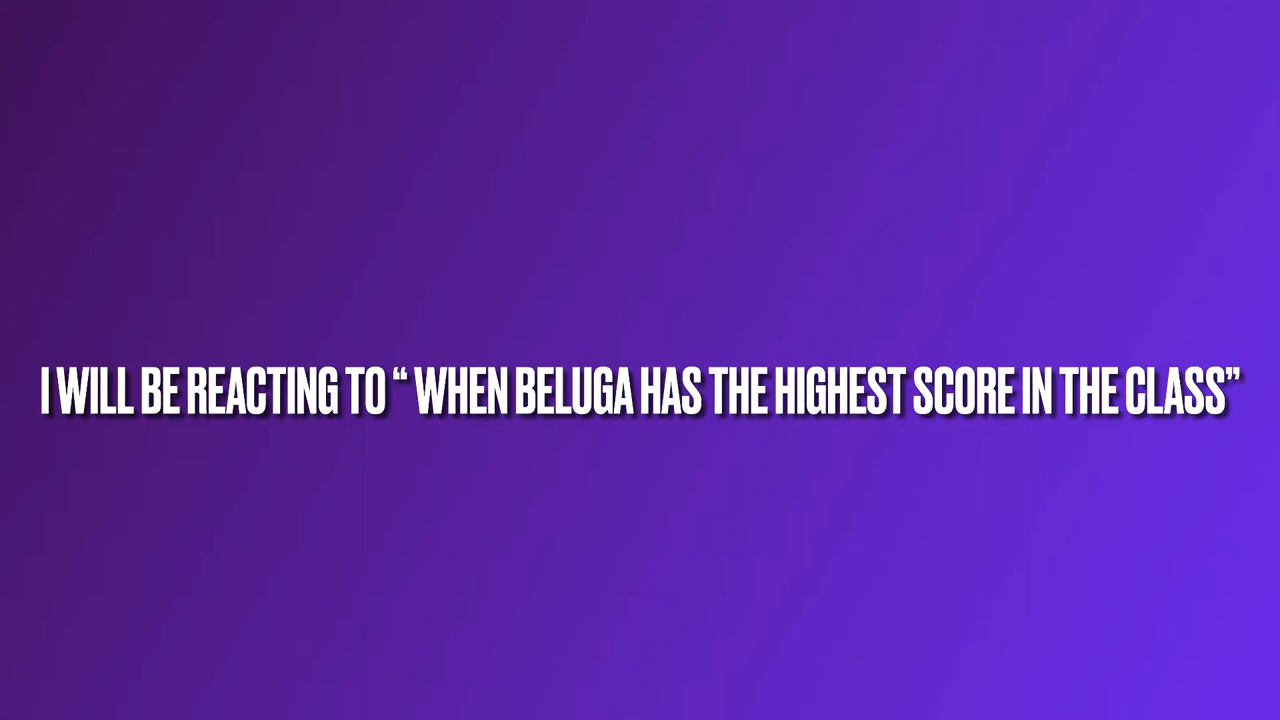 I WILL BE REACTING TO “ WHEN BELUGA HAS THE HIGHEST SCORE IN THE CLASS”